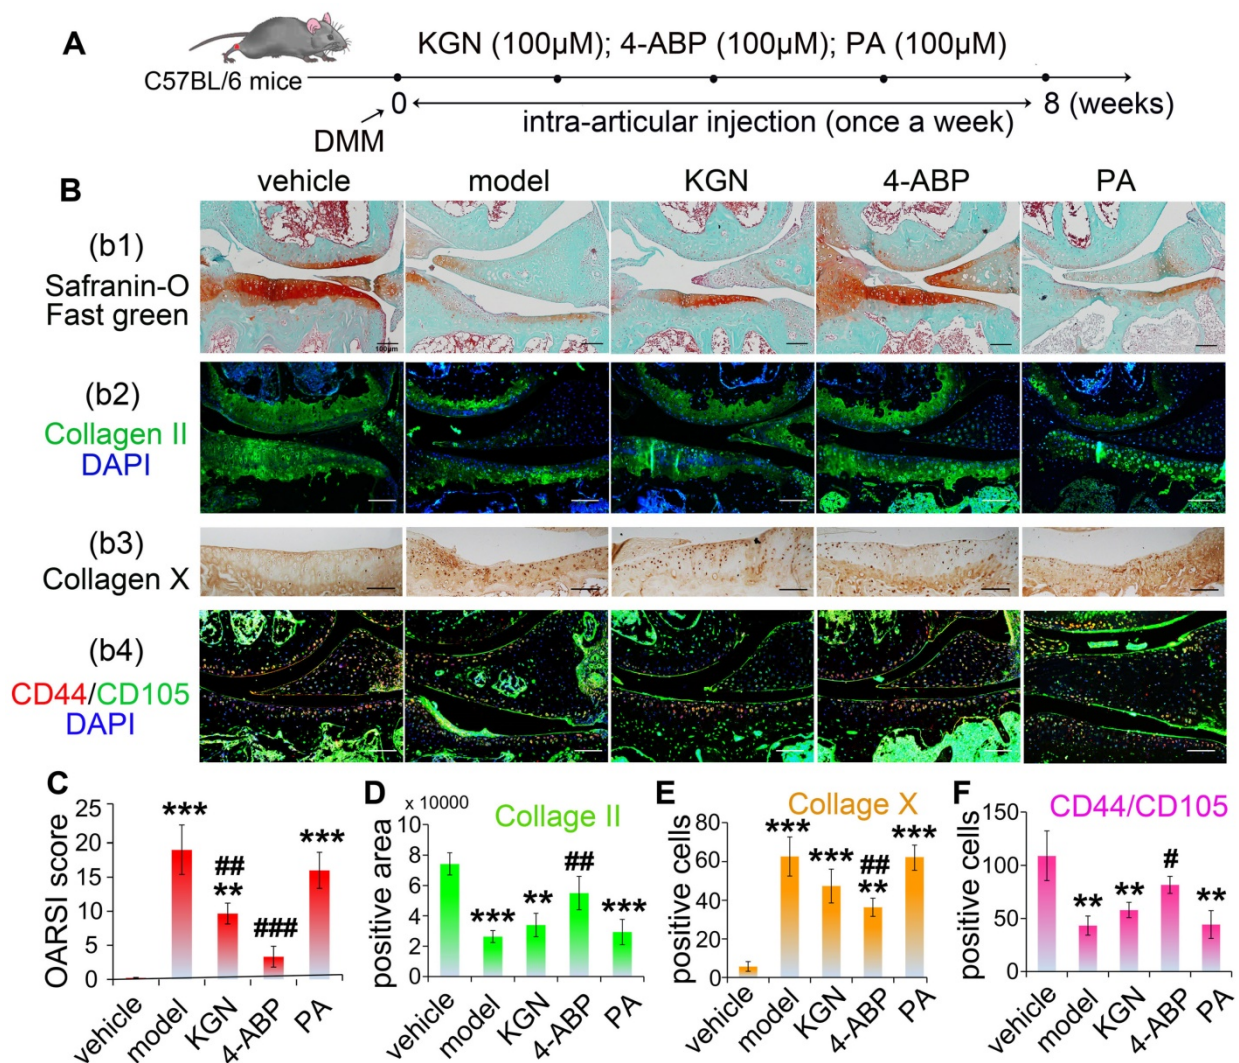 A
KGN (100μM); 4-ABP (100μM); PA (100μM)
C57BL/6 mice
0
8 (weeks)
DMM
intra-articular injection (once a week)
B
vehicle
model
KGN
4-ABP
PA
(b1)
Safranin-O
Fast green
100μm
(b2)
Collagen II
DAPI
(b3)
Collagen X
(b4)
CD44/CD105
DAPI
C
OARSI score
25
20
15
10
5
0
***
##
**
###
***
vehicle
model
KGN
4-ABP
PA
D
x 10000
Collage II
positive area
10
8
6
4
2
0
***
**
##
***
vehicle
model
KGN
4-ABP
PA
E
Collage X
positive cells
80
60
40
20
0
***
***
##
**
***
vehicle
model
KGN
4-ABP
PA
F
CD44/CD105
positive cells
150
100
50
0
**
**
#
**
vehicle
model
KGN
4-ABP
PA